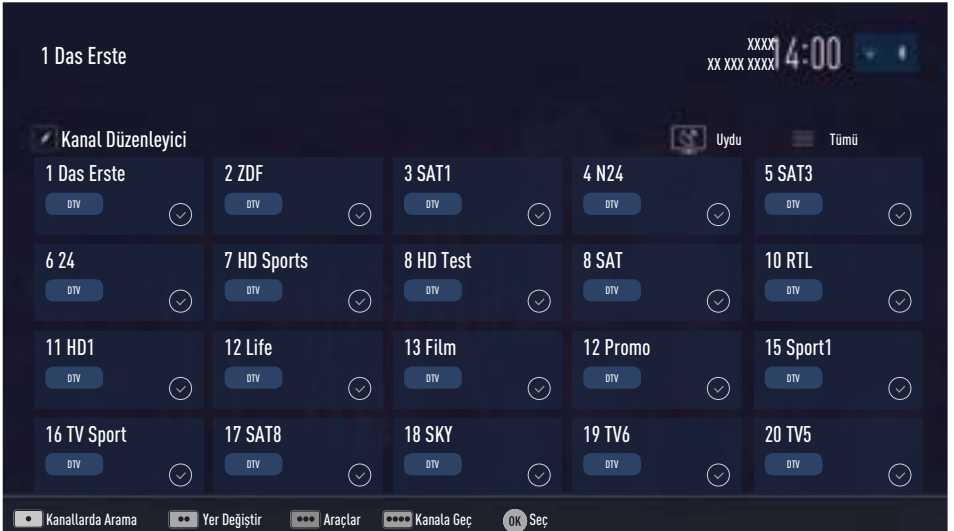 1 Das Erste
XXXX
XX XXX XXXX
14:00
Kanal Düzenleyici
Uydu
Tümü
1 Das Erste
2 ZDF
3 SAT1
4 N24
5 SAT3
DTV
DTV
DTV
DTV
DTV
6 24
7 HD Sports
8 HD Test
8 SAT
10 RTL
DTV
DTV
DTV
DTV
DTV
11 HD1
12 Life
13 Film
12 Promo
15 Sport1
DTV
DTV
DTV
DTV
DTV
16 TV Sport
17 SAT8
18 SKY
19 TV6
20 TV5
DTV
DTV
DTV
DTV
DTV
Kanallarda Arama
Yer Değiştir
Araçlar
Kanala Geç
OK Seç